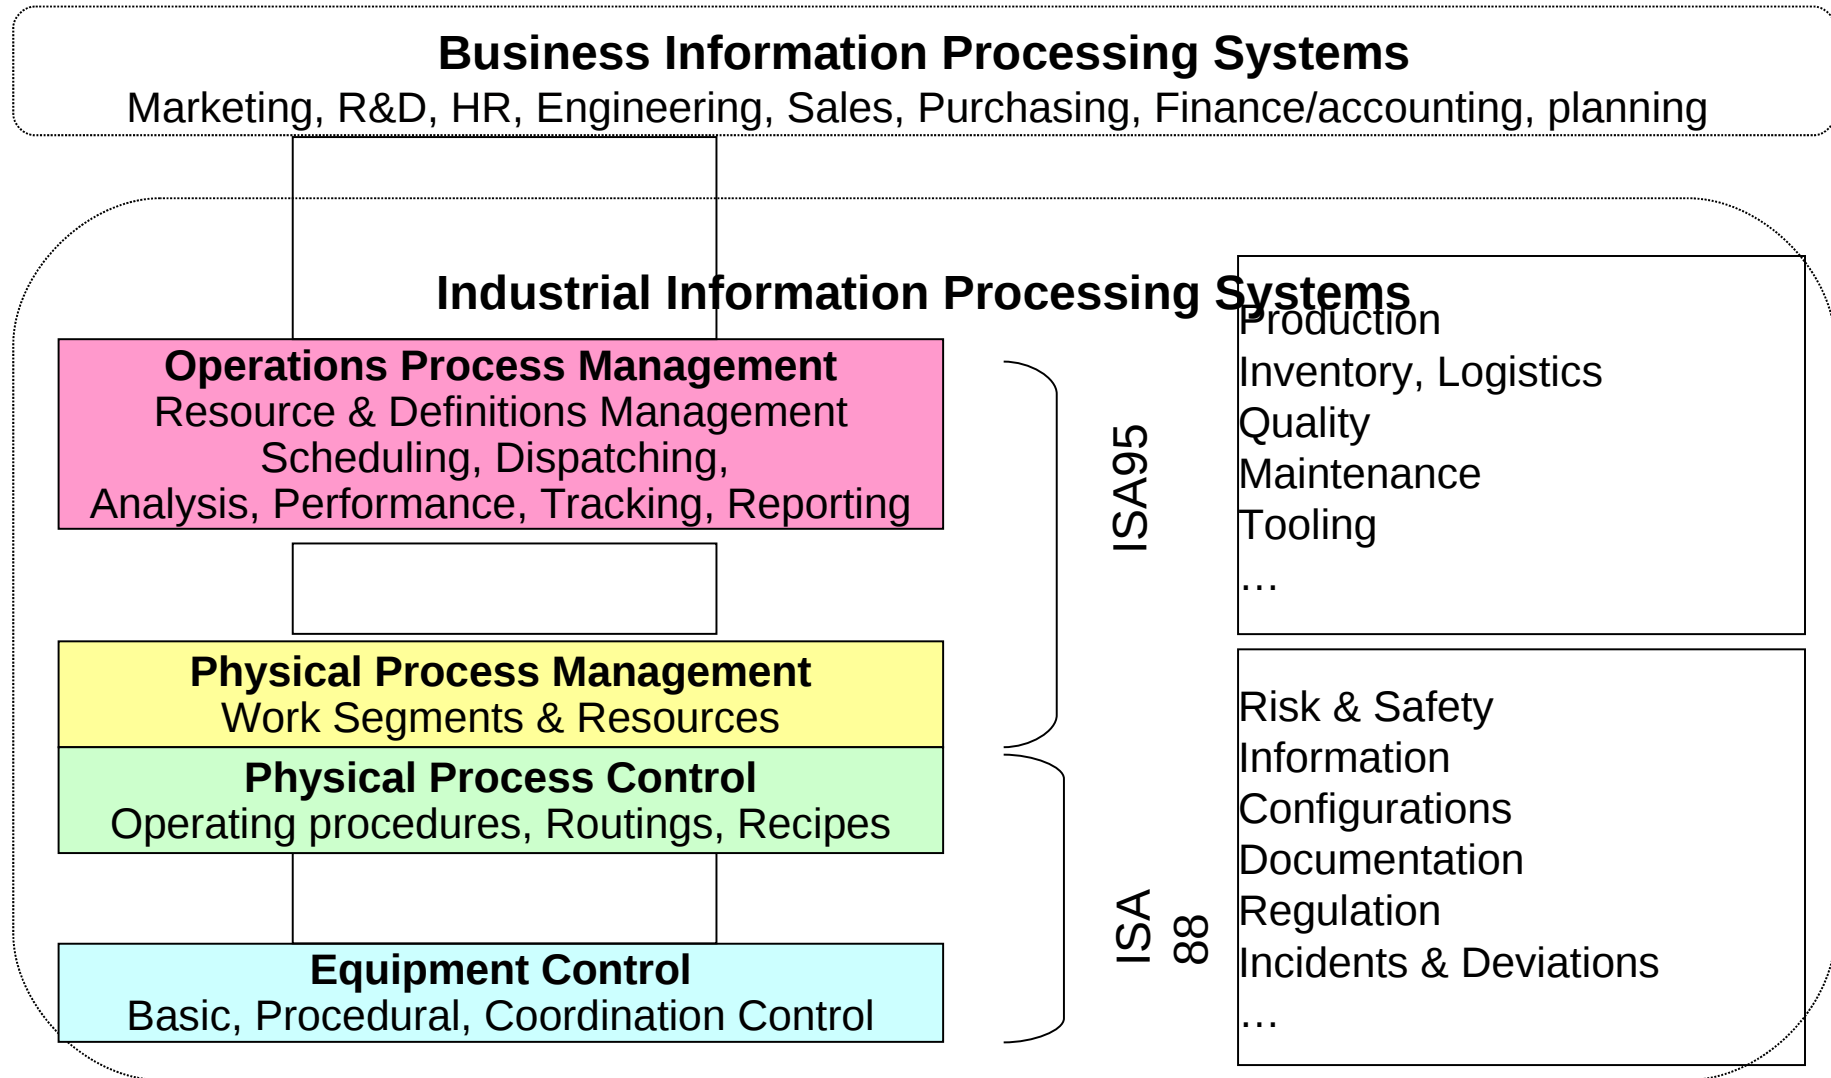 Business Information Processing Systems
Marketing, R&D, HR, Engineering, Sales, Purchasing, Finance/accounting, planning
Industrial Information Processing Systems
Operations Process Management
Resource & Definitions Management
Scheduling, Dispatching,
Analysis, Performance, Tracking, Reporting
Physical Process Management
Work Segments & Resources
Physical Process Control
Operating procedures, Routings, Recipes
Equipment Control
Basic, Procedural, Coordination Control
ISA95
ISA
88
Production
Inventory, Logistics
Quality
Maintenance
Tooling
…
Risk & Safety
Information
Configurations
Documentation
Regulation
Incidents & Deviations
…